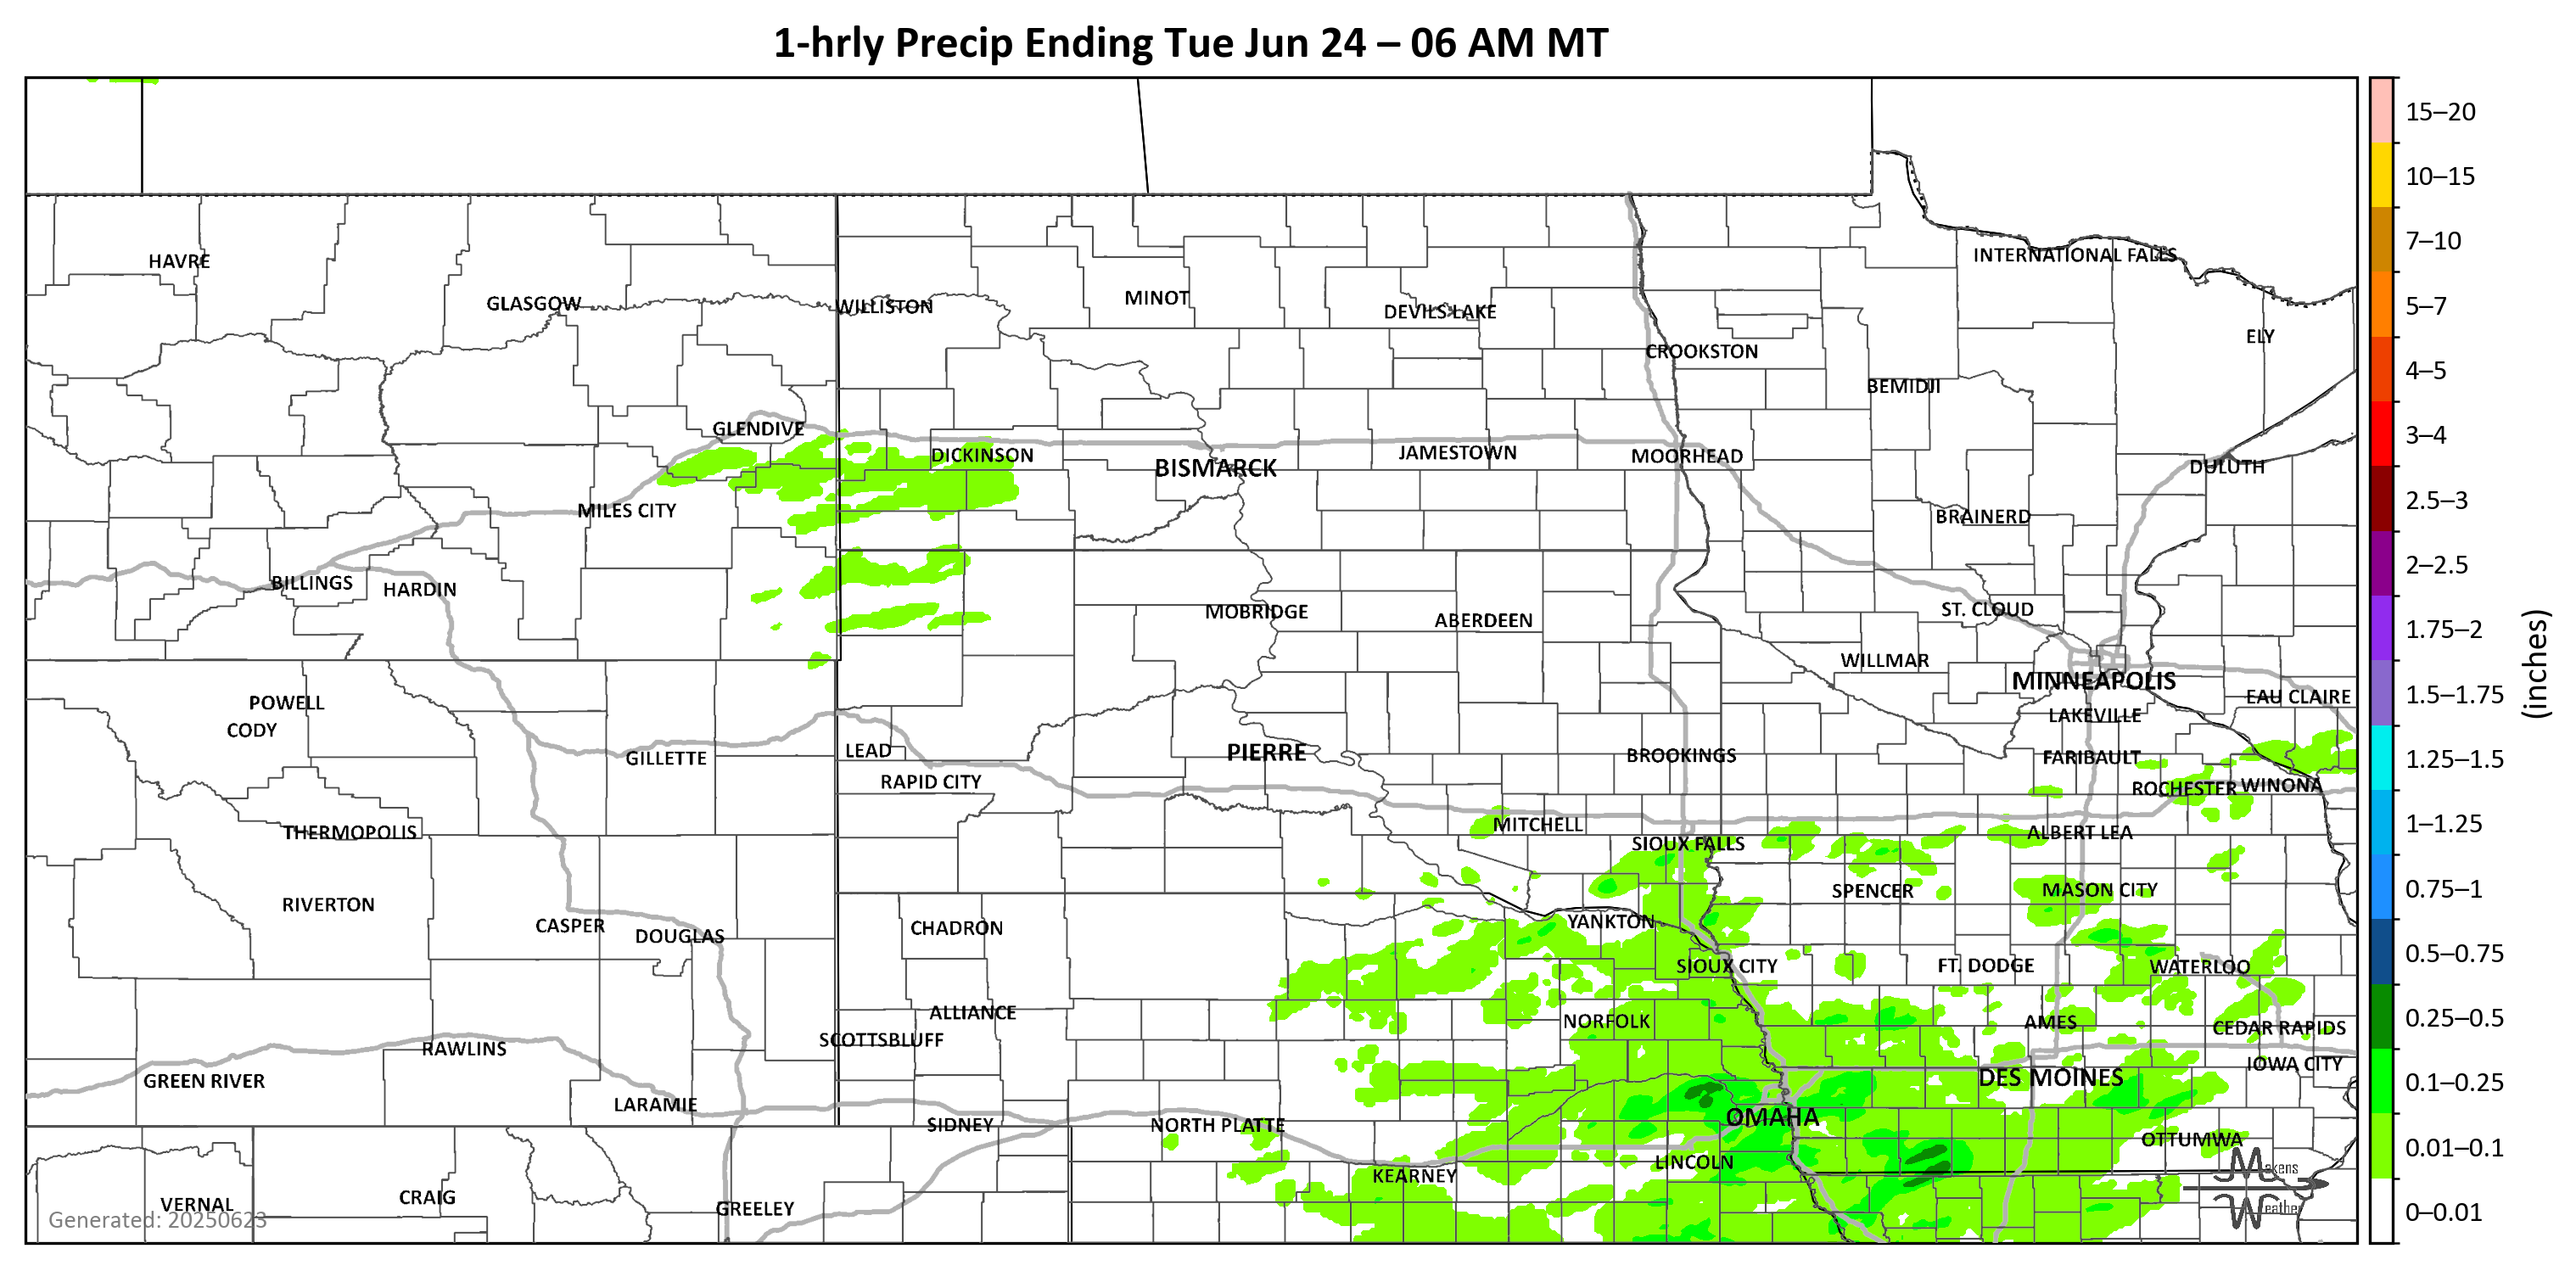 1-hrly Precip Ending Tue Jun 24 – 06 AM MT
15–20
10–15
7–10
5–7
4–5
3–4
2.5–3
2–2.5
1.75–2
1.5–1.75
1.25–1.5
1–1.25
0.75–1
0.5–0.75
0.25–0.5
0.1–0.25
0.01–0.1
0–0.01
(inches)
HAVRE
GLASGOW
WILLISTON
MINOT
DEVILS LAKE
INTERNATIONAL FALLS
ELY
CROOKSTON
BEMIDJI
GLENDIVE
DICKINSON
BISMARCK
JAMESTOWN
MOORHEAD
DULUTH
MILES CITY
BRAINERD
BILLINGS
HARDIN
MOBRIDGE
ABERDEEN
ST. CLOUD
WILLMAR
MINNEAPOLIS
EAU CLAIRE
POWELL
CODY
LAKEVILLE
GILLETTE
LEAD
PIERRE
BROOKINGS
FARIBAULT
RAPID CITY
ROCHESTER
WINONA
THERMOPOLIS
MITCHELL
SIOUX FALLS
ALBERT LEA
RIVERTON
SPENCER
MASON CITY
CASPER
DOUGLAS
CHADRON
YANKTON
SIOUX CITY
FT. DODGE
WATERLOO
ALLIANCE
NORFOLK
AMES
CEDAR RAPIDS
SCOTTSBLUFF
RAWLINS
IOWA CITY
GREEN RIVER
DES MOINES
LARAMIE
OMAHA
SIDNEY
NORTH PLATTE
OTTUMWA
LINCOLN
KEARNEY
VERNAL
CRAIG
GREELEY
Generated: 20250623
Makens
Weather